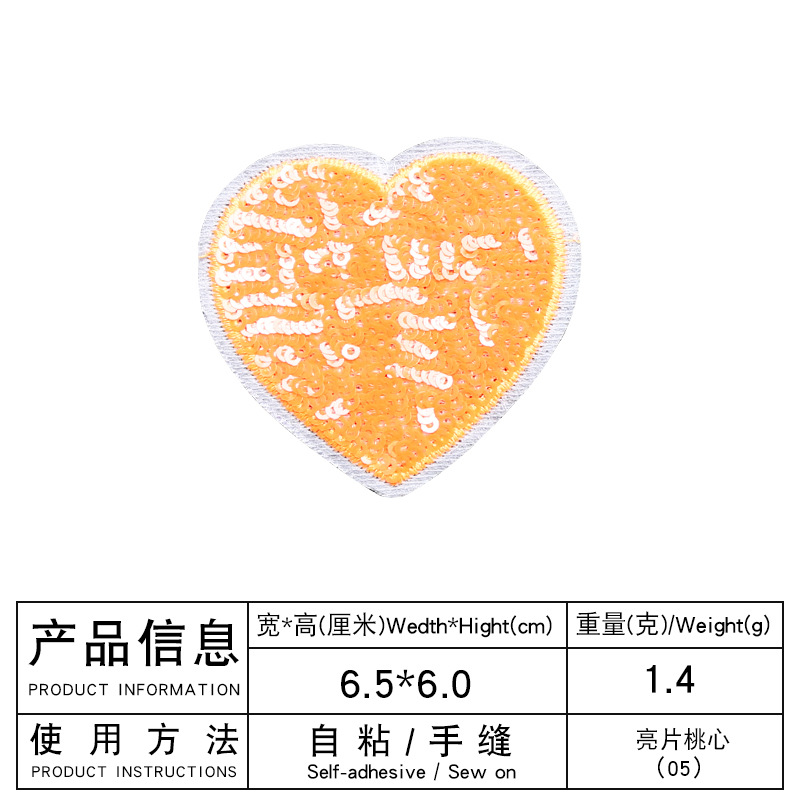 产品信息
PRODUCT INFORMATION
宽*高(厘米)Wedth*Hight(cm)
重量(克)/Weight(g)
6.5*6.0
1.4
使用方法
PRODUCT INSTRUCTIONS
自粘/手缝
Self-adhesive / Sew on
亮片桃心
(05)